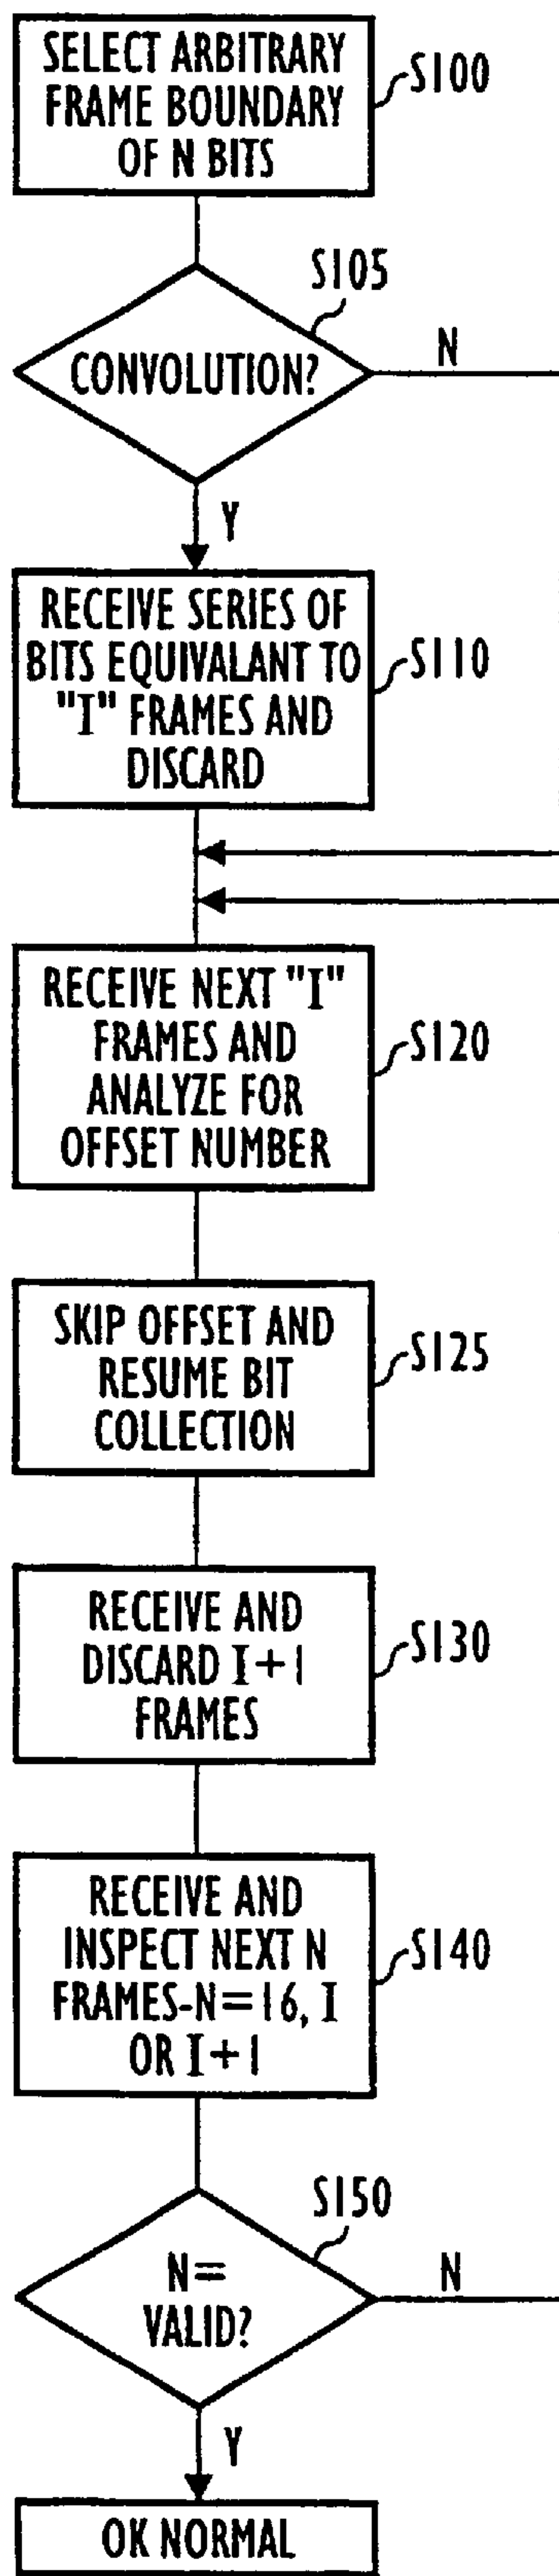 SELECT ARBITRARY
FRAME BOUNDARY
OF N BITS
S100
S105
CONVOLUTION?
N
Y
RECEIVE SERIES OF
BITS EQUIVALANT TO
"I" FRAMES AND
DISCARD
S110
RECEIVE NEXT "I"
FRAMES AND
ANALYZE FOR
OFFSET NUMBER
S120
SKIP OFFSET AND
RESUME BIT
COLLECTION
S125
RECEIVE AND
DISCARD I+1
FRAMES
S130
RECEIVE AND
INSPECT NEXT N
FRAMES-N=16, I
OR I+1
S140
S150
N=
VALID?
N
Y
OK NORMAL